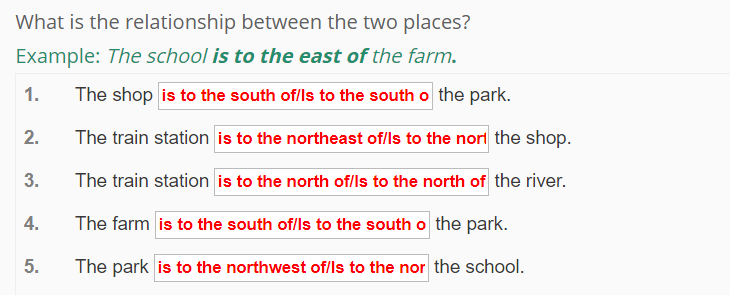 What is the relationship between the two places?
Example: The school is to the east of the farm.
1. The shop is to the south of/Is to the south o the park.
2. The train station is to the northeast of/Is to the nort the shop.
3. The train station is to the north of/Is to the north of the river.
4. The farm is to the south of/Is to the south o the park.
5. The park is to the northwest of/Is to the nor the school.